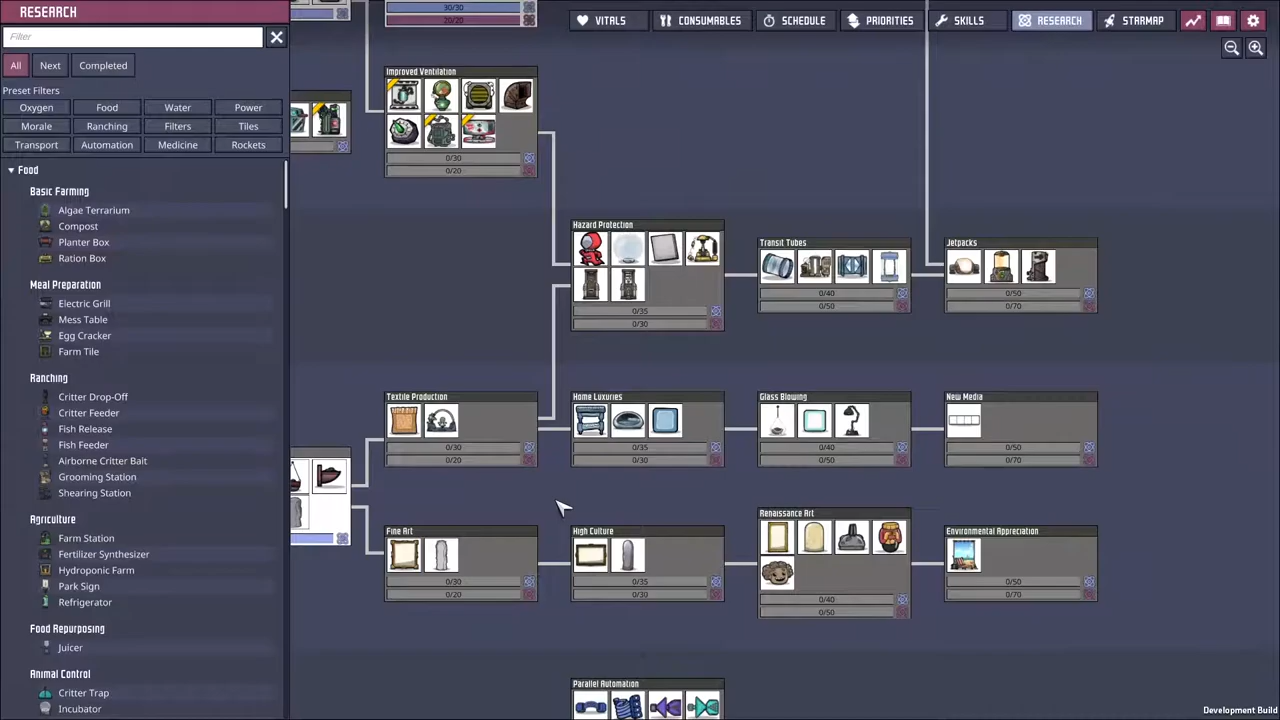 RESEARCH
Filter
All
Next
Completed
Preset Filters
Oxygen
Food
Water
Power
Morale
Ranching
Filters
Tiles
Transport
Automation
Medicine
Rockets
Food
Basic Farming
Algae Terrarium
Compost
Planter Box
Ration Box
Meal Preparation
Electric Grill
Mess Table
Egg Cracker
Farm Tile
Ranching
Critter Drop-Off
Critter Feeder
Fish Release
Fish Feeder
Airborne Critter Bait
Grooming Station
Shearing Station
Agriculture
Farm Station
Fertilizer Synthesizer
Hydroponic Farm
Park Sign
Refrigerator
Food Repurposing
Juicer
Animal Control
Critter Trap
Incubator
VITALS
CONSUMABLES
SCHEDULE
PRIORITIES
SKILLS
RESEARCH
STARMAP
30/30
20/20
Improved Ventilation
0/30
0/20
Hazard Protection
0/35
0/30
Transit Tubes
0/40
0/50
Jetpacks
0/50
0/70
Textile Production
0/30
0/20
Home Luxuries
0/35
0/30
Glass Blowing
0/40
0/50
New Media
0/50
0/70
Fine Art
0/30
0/20
High Culture
0/35
0/30
Renaissance Art
0/40
0/50
Environmental Appreciation
0/50
0/70
Parallel Automation
Development Build